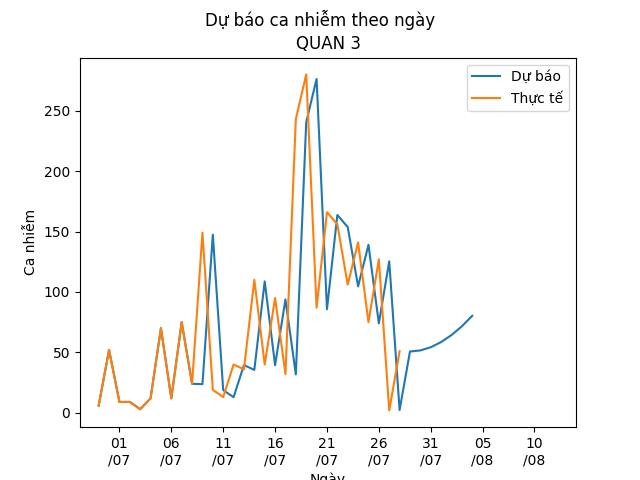 Dự báo ca nhiễm theo ngày
QUAN 3
Dự báo
Thực tế
Ca nhiễm
250
200
150
100
50
0
01 06 11 16 21 26 31 05 10
/07 /07 /07 /07 /07 /07 /07 /08 /08
Ngày